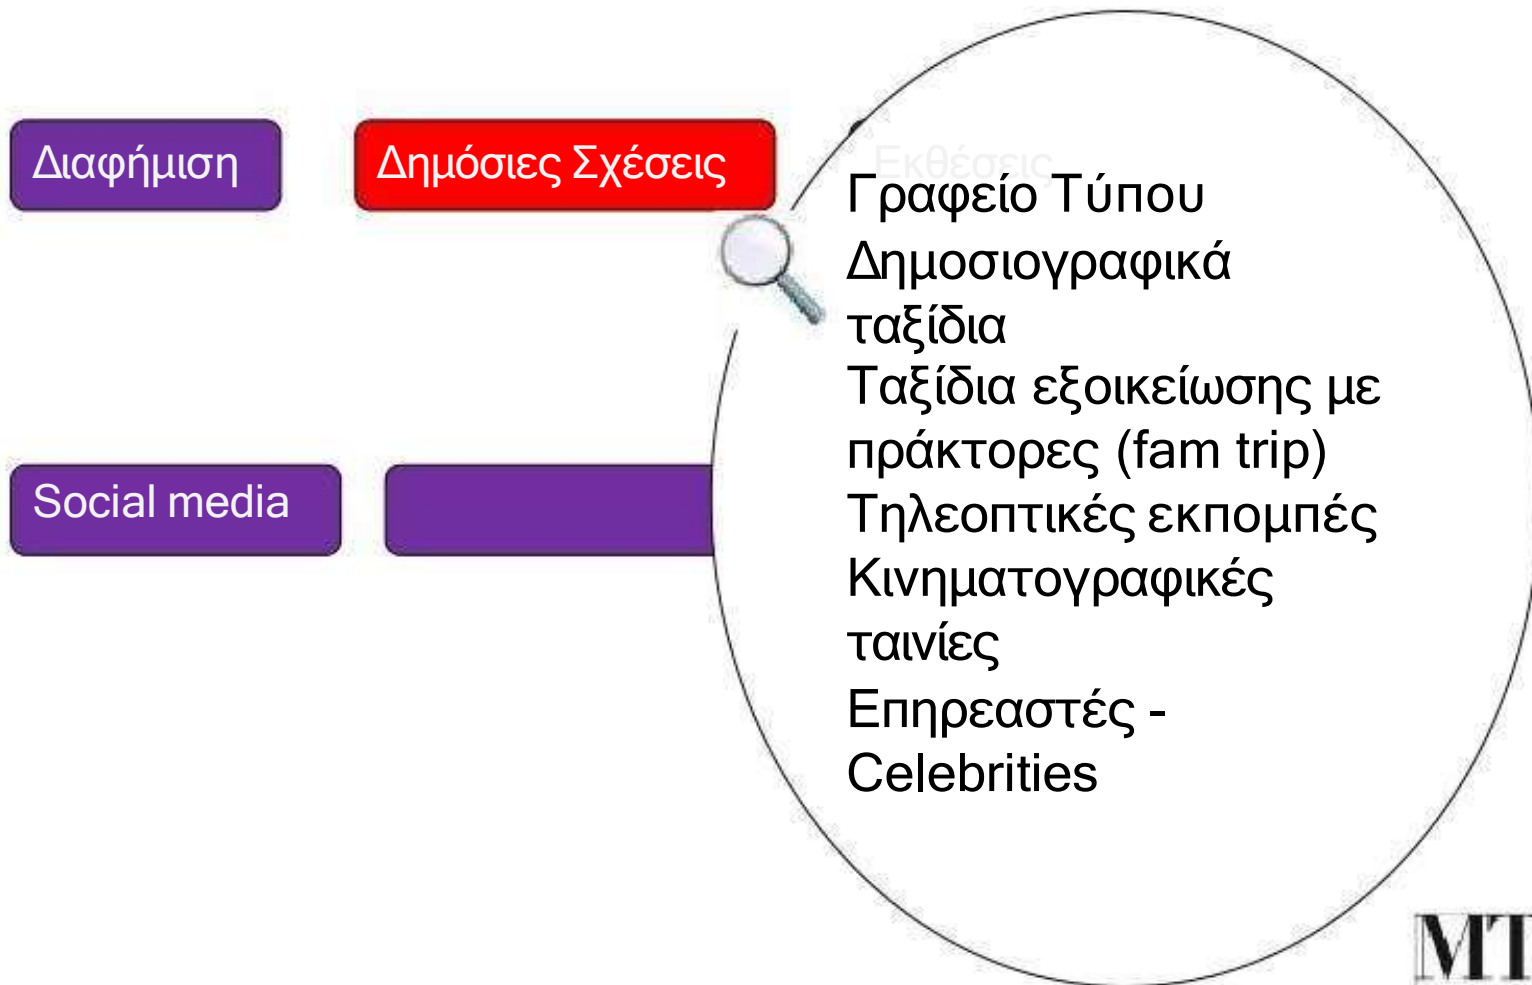 Διαφήμιση
Δημόσιες Σχέσεις
Εκθέσεις
Γραφείο Τύπου
Δημοσιογραφικά
ταξίδια
Ταξίδια εξοικείωσης με
πράκτορες (fam trip)
Τηλεοπτικές εκπομπές
Κινηματογραφικές
ταινίες
Επηρεαστές -
Celebrities
Social media
MT